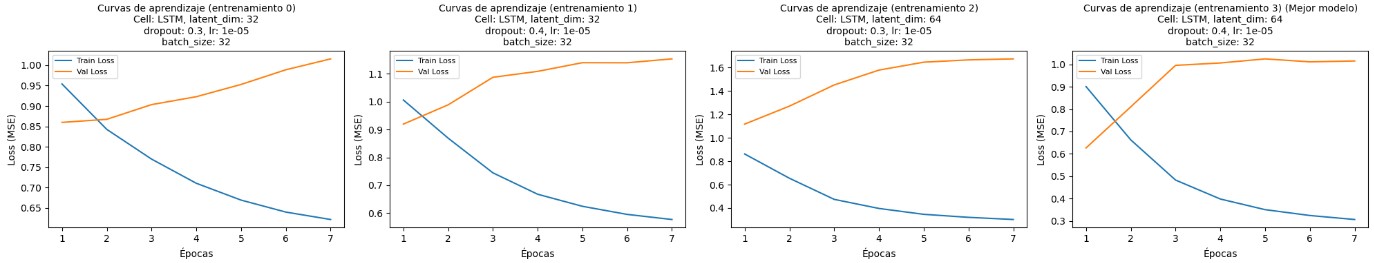 Curvas de aprendizaje (entrenamiento 0)
Cell: LSTM, latent_dim: 32
dropout: 0.3, lr: 1e-05
batch_size: 32
Train Loss
Val Loss
1.00
0.95
0.90
0.85
0.80
0.75
0.70
0.65
Loss (MSE)
1 2 3 4 5 6 7
Épocas
Curvas de aprendizaje (entrenamiento 1)
Cell: LSTM, latent_dim: 32
dropout: 0.4, lr: 1e-05
batch_size: 32
Train Loss
Val Loss
1.1
1.0
0.9
0.8
0.7
0.6
Loss (MSE)
1 2 3 4 5 6 7
Épocas
Curvas de aprendizaje (entrenamiento 2)
Cell: LSTM, latent_dim: 64
dropout: 0.3, lr: 1e-05
batch_size: 32
Train Loss
Val Loss
1.6
1.4
1.2
1.0
0.8
0.6
0.4
Loss (MSE)
1 2 3 4 5 6 7
Épocas
Curvas de aprendizaje (entrenamiento 3) (Mejor modelo)
Cell: LSTM, latent_dim: 64
dropout: 0.4, lr: 1e-05
batch_size: 32
Train Loss
Val Loss
1.0
0.9
0.8
0.7
0.6
0.5
0.4
0.3
Loss (MSE)
1 2 3 4 5 6 7
Épocas